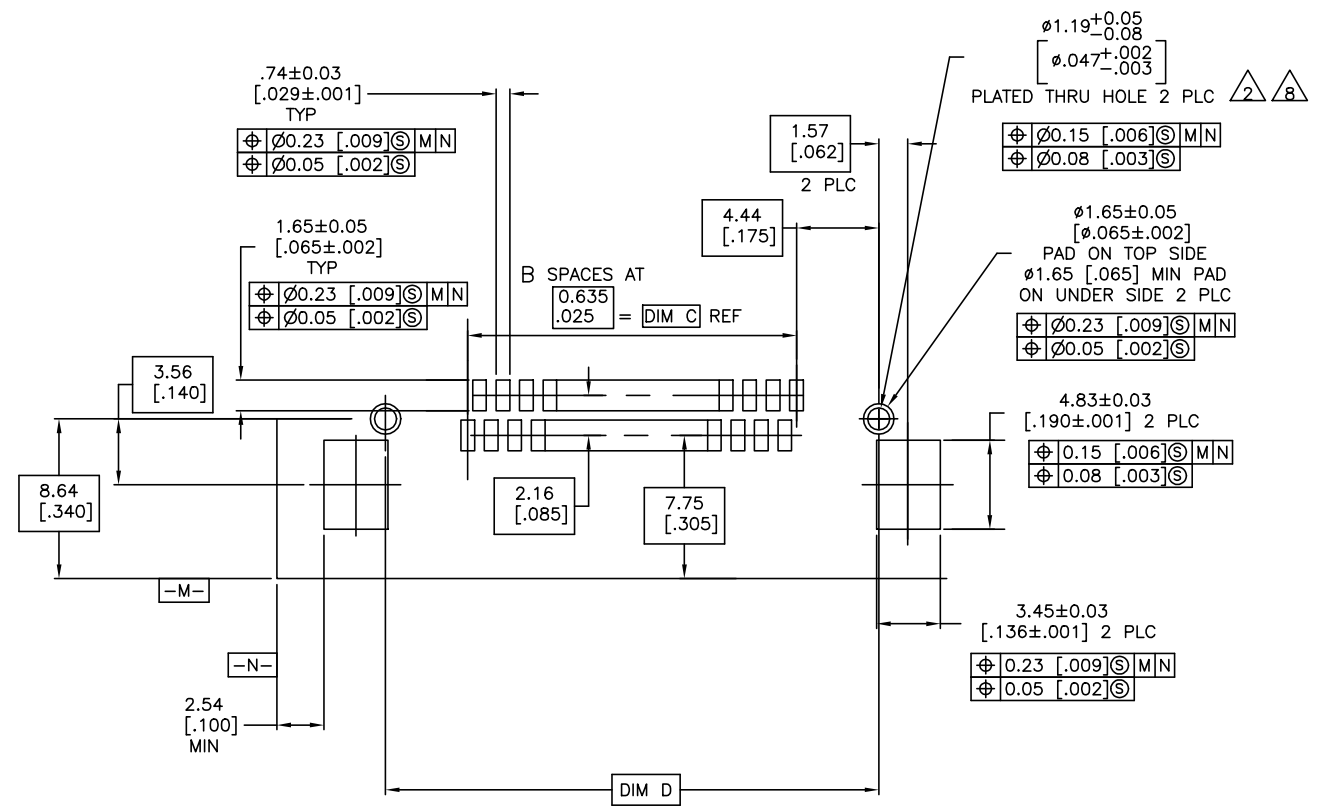 ø1.19+0.05
-0.08
ø.047+.002
-.003
PLATED THRU HOLE 2 PLC 2 8
⌖ Ø0.15 [.006]Ⓢ M N
⌖ Ø0.08 [.003]Ⓢ
.74±0.03
[.029±.001]
TYP
⌖ Ø0.23 [.009]Ⓢ M N
⌖ Ø0.05 [.002]Ⓢ
1.57
[.062]
2 PLC
4.44
[.175]
1.65±0.05
[.065±.002]
TYP
⌖ Ø0.23 [.009]Ⓢ M N
⌖ Ø0.05 [.002]Ⓢ
B SPACES AT
0.635
.025
= DIM C REF
ø1.65±0.05
[ø.065±.002]
PAD ON TOP SIDE
ø1.65 [.065] MIN PAD
ON UNDER SIDE 2 PLC
⌖ Ø0.23 [.009]Ⓢ M N
⌖ Ø0.05 [.002]Ⓢ
3.56
[.140]
8.64
[.340]
2.16
[.085]
7.75
[.305]
4.83±0.03
[.190±.001] 2 PLC
⌖ 0.15 [.006]Ⓢ M N
⌖ 0.08 [.003]Ⓢ
-M-
-N-
2.54
[.100]
MIN
3.45±0.03
[.136±.001] 2 PLC
⌖ 0.23 [.009]Ⓢ M N
⌖ 0.05 [.002]Ⓢ
DIM D